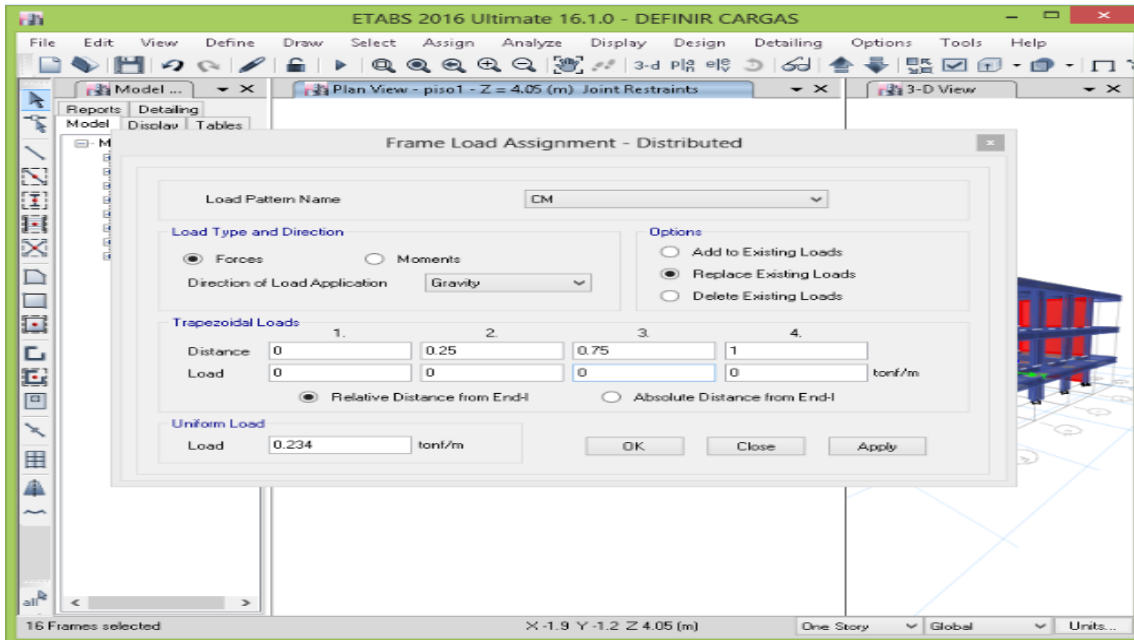 ETABS 2016 Ultimate 16.1.0 - DEFINIR CARGAS
File Edit View Define Draw Select Assign Analyze Display Design Detailing Options Tools Help
3-d
Model ...
Plan View - piso1 - Z = 4.05 (m) Joint Restraints
3-D View
Reports Detailing
Model Display Tables
Frame Load Assignment - Distributed
Load Pattern Name CM
Load Type and Direction
Forces Moments
Direction of Load Application Gravity
Options
Add to Existing Loads
Replace Existing Loads
Delete Existing Loads
Trapezoidal Loads
1. 2. 3. 4.
Distance 0 0.25 0.75 1
Load 0 0 0 0 tonf/m
Relative Distance from End-I Absolute Distance from End-I
Uniform Load
Load 0.234 tonf/m
OK Close Apply
all
16 Frames selected X -1.9 Y -1.2 Z 4.05 (m) One Story Global Units...